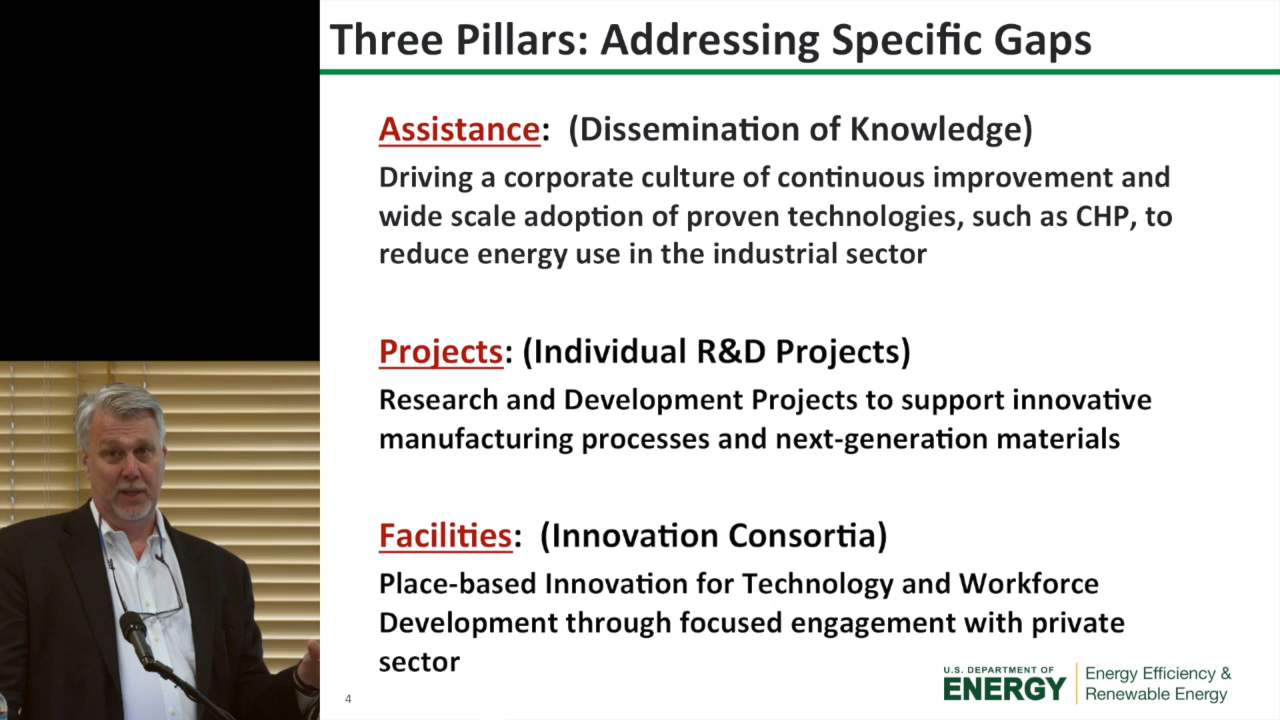 Three Pillars: Addressing Specific Gaps
Assistance: (Dissemination of Knowledge)
Driving a corporate culture of continuous improvement and
wide scale adoption of proven technologies, such as CHP, to
reduce energy use in the industrial sector
Projects: (Individual R&D Projects)
Research and Development Projects to support innovative
manufacturing processes and next-generation materials
Facilities: (Innovation Consortia)
Place-based Innovation for Technology and Workforce
Development through focused engagement with private
sector
4
U.S. DEPARTMENT OF
ENERGY
Energy Efficiency &
Renewable Energy